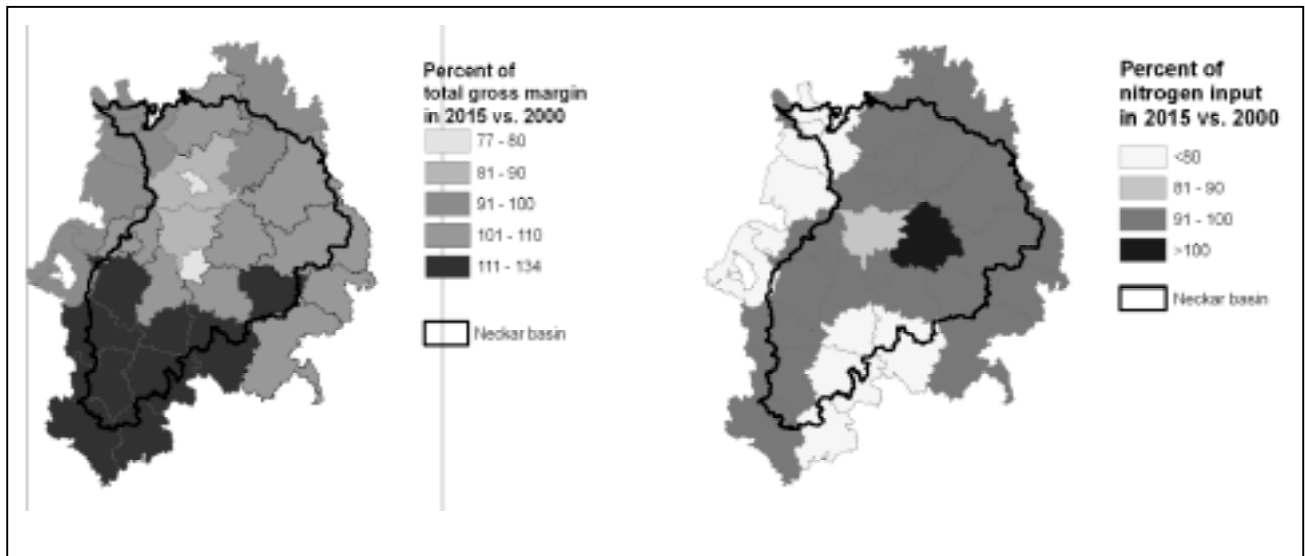 Percent of
total gross margin
in 2015 vs. 2000
77 - 80
81 - 90
91 - 100
101 - 110
111 - 134
Neckar basin
Percent of
nitrogen input
in 2015 vs. 2000
<80
81 - 90
91 - 100
>100
Neckar basin